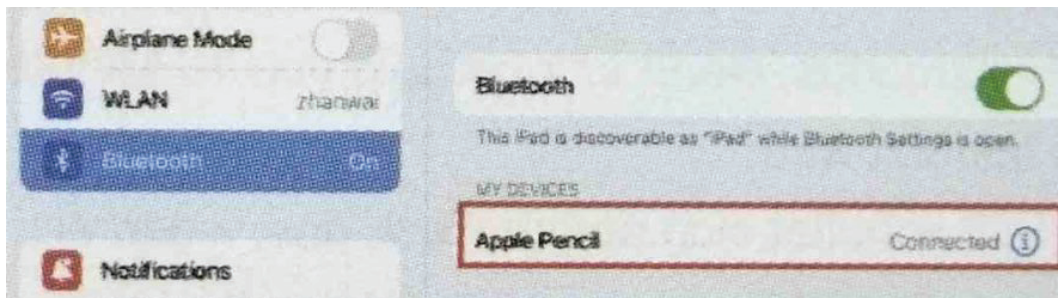 Airplane Mode
WLAN zhanwai
Bluetooth On
Notifications
Bluetooth
This iPad is discoverable as "iPad" while Bluetooth Settings is open.
MY DEVICES
Apple Pencil Connected